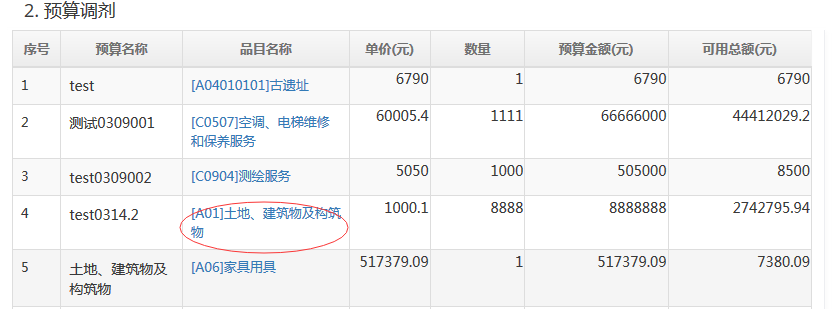 2. 预算调剂
序号 预算名称 品目名称 单价(元) 数量 预算金额(元) 可用总额(元)
1 test [A04010101]古遗址 6790 1 6790 6790
2 测试0309001 [C0507]空调、电梯维修 60005.4 1111 66666000 44412029.2
和保养服务
3 test0309002 [C0904]测绘服务 5050 1000 505000 8500
4 test0314.2 [A01]土地、建筑物及构筑 1000.1 8888 8888888 2742795.94
物
5 土地、建筑物及 [A06]家具用具 517379.09 1 517379.09 7380.09
构筑物